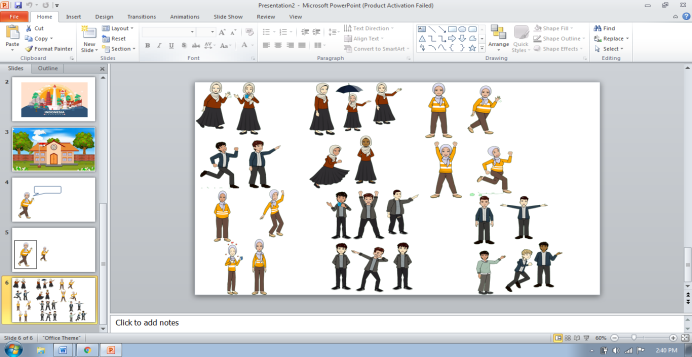 Presentation2 - Microsoft PowerPoint (Product Activation Failed)
File Home Insert Design Transitions Animations Slide Show Review View
Paste
Cut
Copy
Format Painter
Clipboard
New Slide
Layout
Reset
Section
Slides
Font
Text Direction
Align Text
Convert to SmartArt
Paragraph
Arrange
Quick Styles
Shape Fill
Shape Outline
Shape Effects
Drawing
Find
Replace
Select
Editing
Slides Outline
2
INDONESIA
3
4
5
6
Click to add notes
Slide 6 of 6 "Office Theme"
80%
2:40 PM